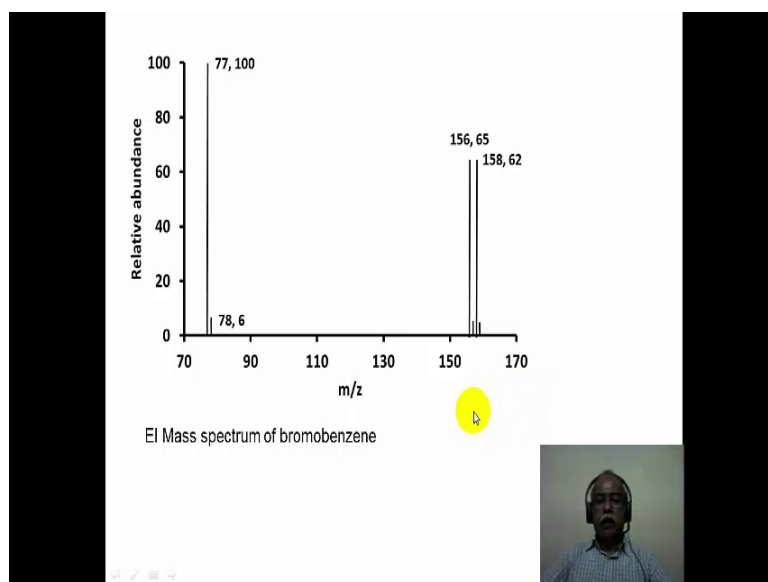 100
77, 100
80
156, 65
158, 62
60
Relative abundance
40
20
78, 6
0
70 90 110 130 150 170
m/z
EI Mass spectrum of bromobenzene